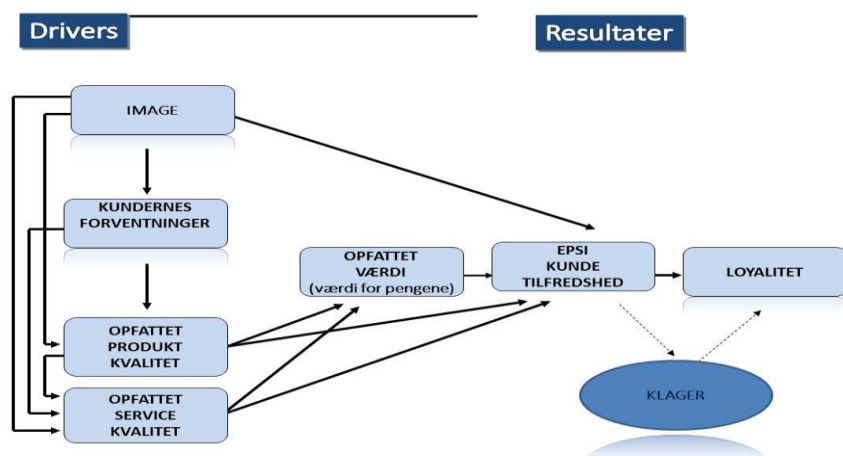 Drivers
Resultater
IMAGE
KUNDERNES
FORVENTNINGER
OPFATTET
VÆRDI
(værdi for pengene)
EPSI
KUNDE
TILFREDSHED
LOYALITET
OPFATTET
PRODUKT
KVALITET
OPFATTET
SERVICE
KVALITET
KLAGER